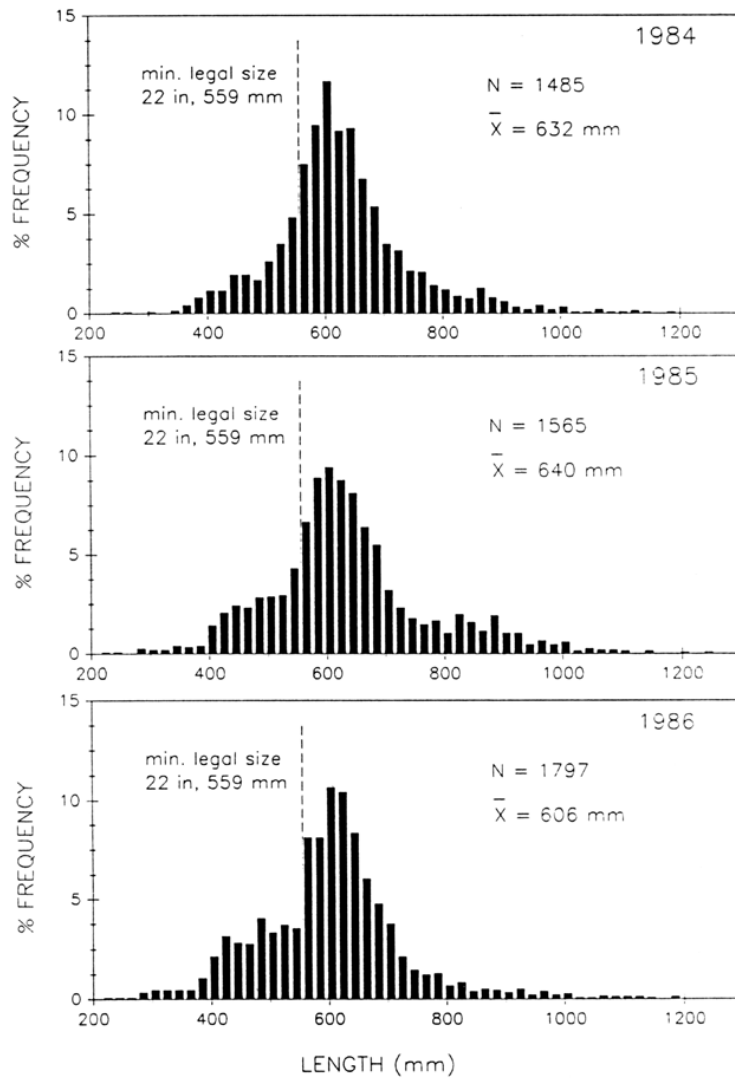 15
1984
min. legal size
22 in, 559 mm
N = 1485
X̄ = 632 mm
10
% FREQUENCY
5
0
200 400 600 800 1000 1200
15
1985
min. legal size
22 in, 559 mm
N = 1565
X̄ = 640 mm
10
% FREQUENCY
5
0
200 400 600 800 1000 1200
15
1986
min. legal size
22 in, 559 mm
N = 1797
X̄ = 606 mm
10
% FREQUENCY
5
0
200 400 600 800 1000 1200
LENGTH (mm)